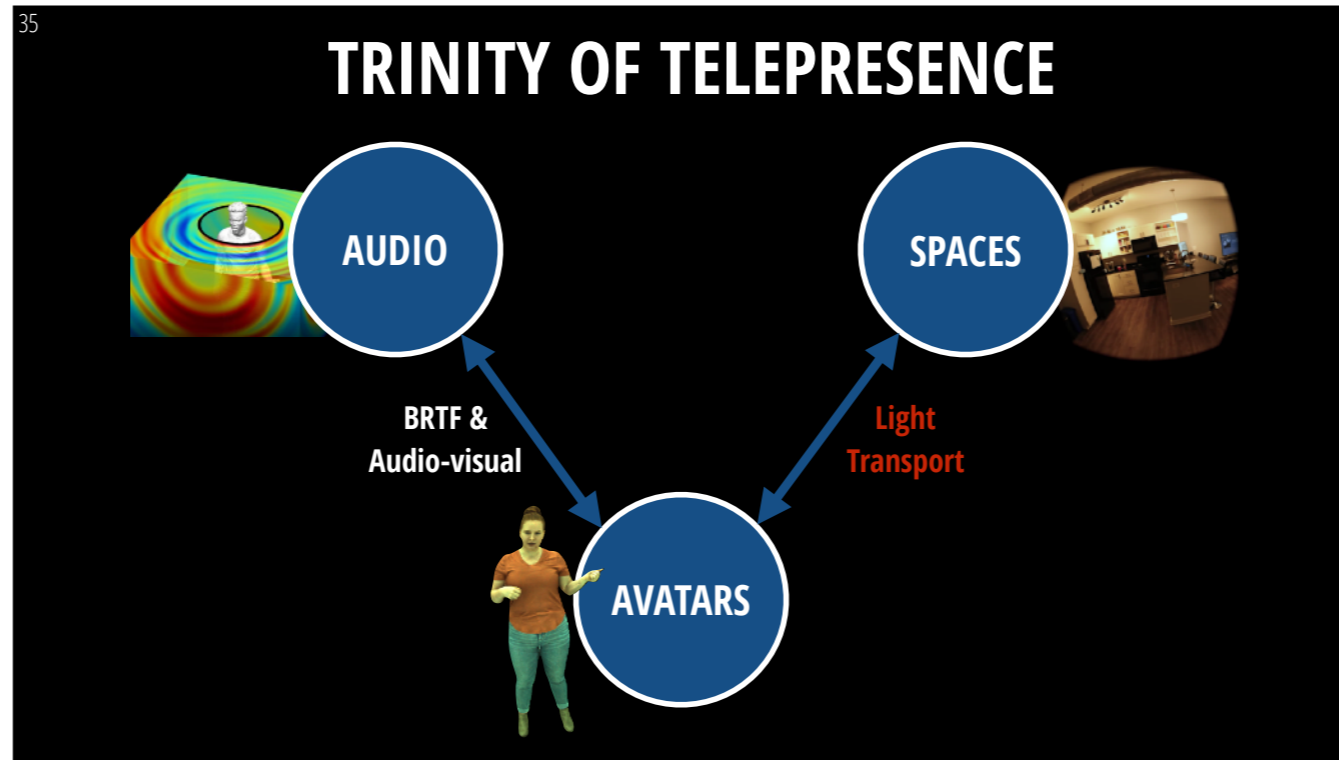 35
TRINITY OF TELEPRESENCE
AUDIO
SPACES
BRTF &
Audio-visual
Light
Transport
AVATARS